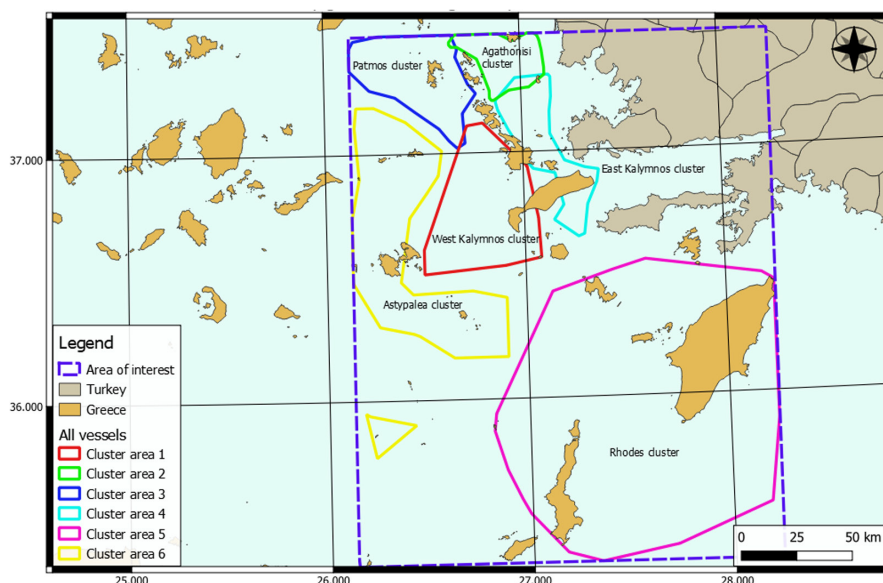 Patmos cluster
Agathonisi
cluster
37.000
East Kalymnos cluster
West Kalymnos cluster
Astypalea cluster
Legend
Area of interest
Turkey
Greece
All vessels
Cluster area 1
Cluster area 2
Cluster area 3
Cluster area 4
Cluster area 5
Cluster area 6
36.000
Rhodes cluster
0 25 50 km
25.000 26.000 27.000 28.000